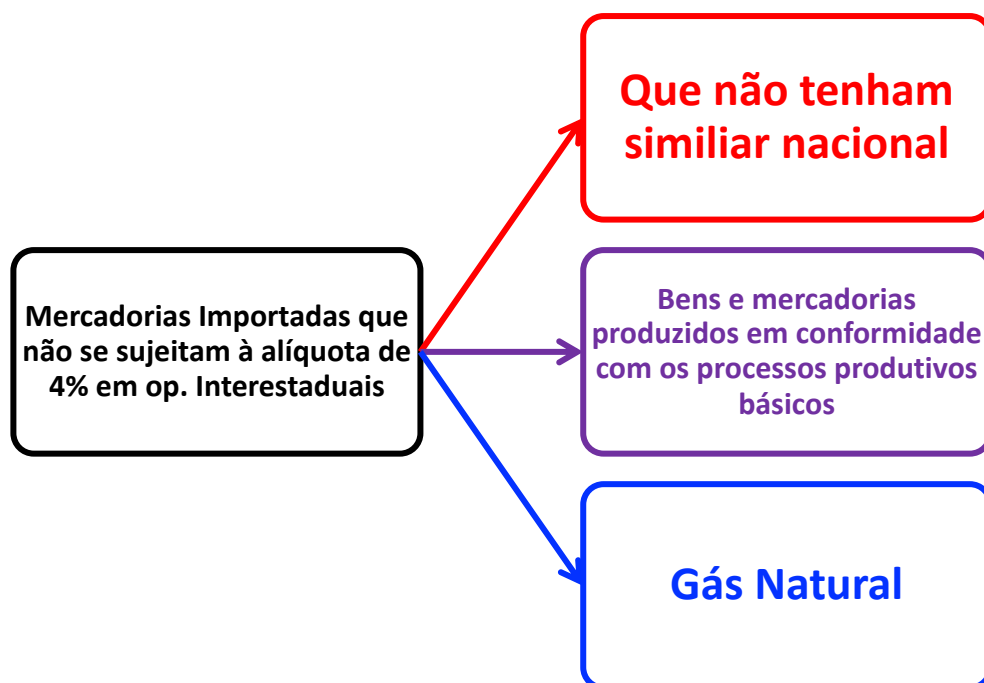 Que não tenham
similiar nacional
Mercadorias Importadas que
não se sujeitam à alíquota de
4% em op. Interestaduais
Bens e mercadorias
produzidos em conformidade
com os processos produtivos
básicos
Gás Natural